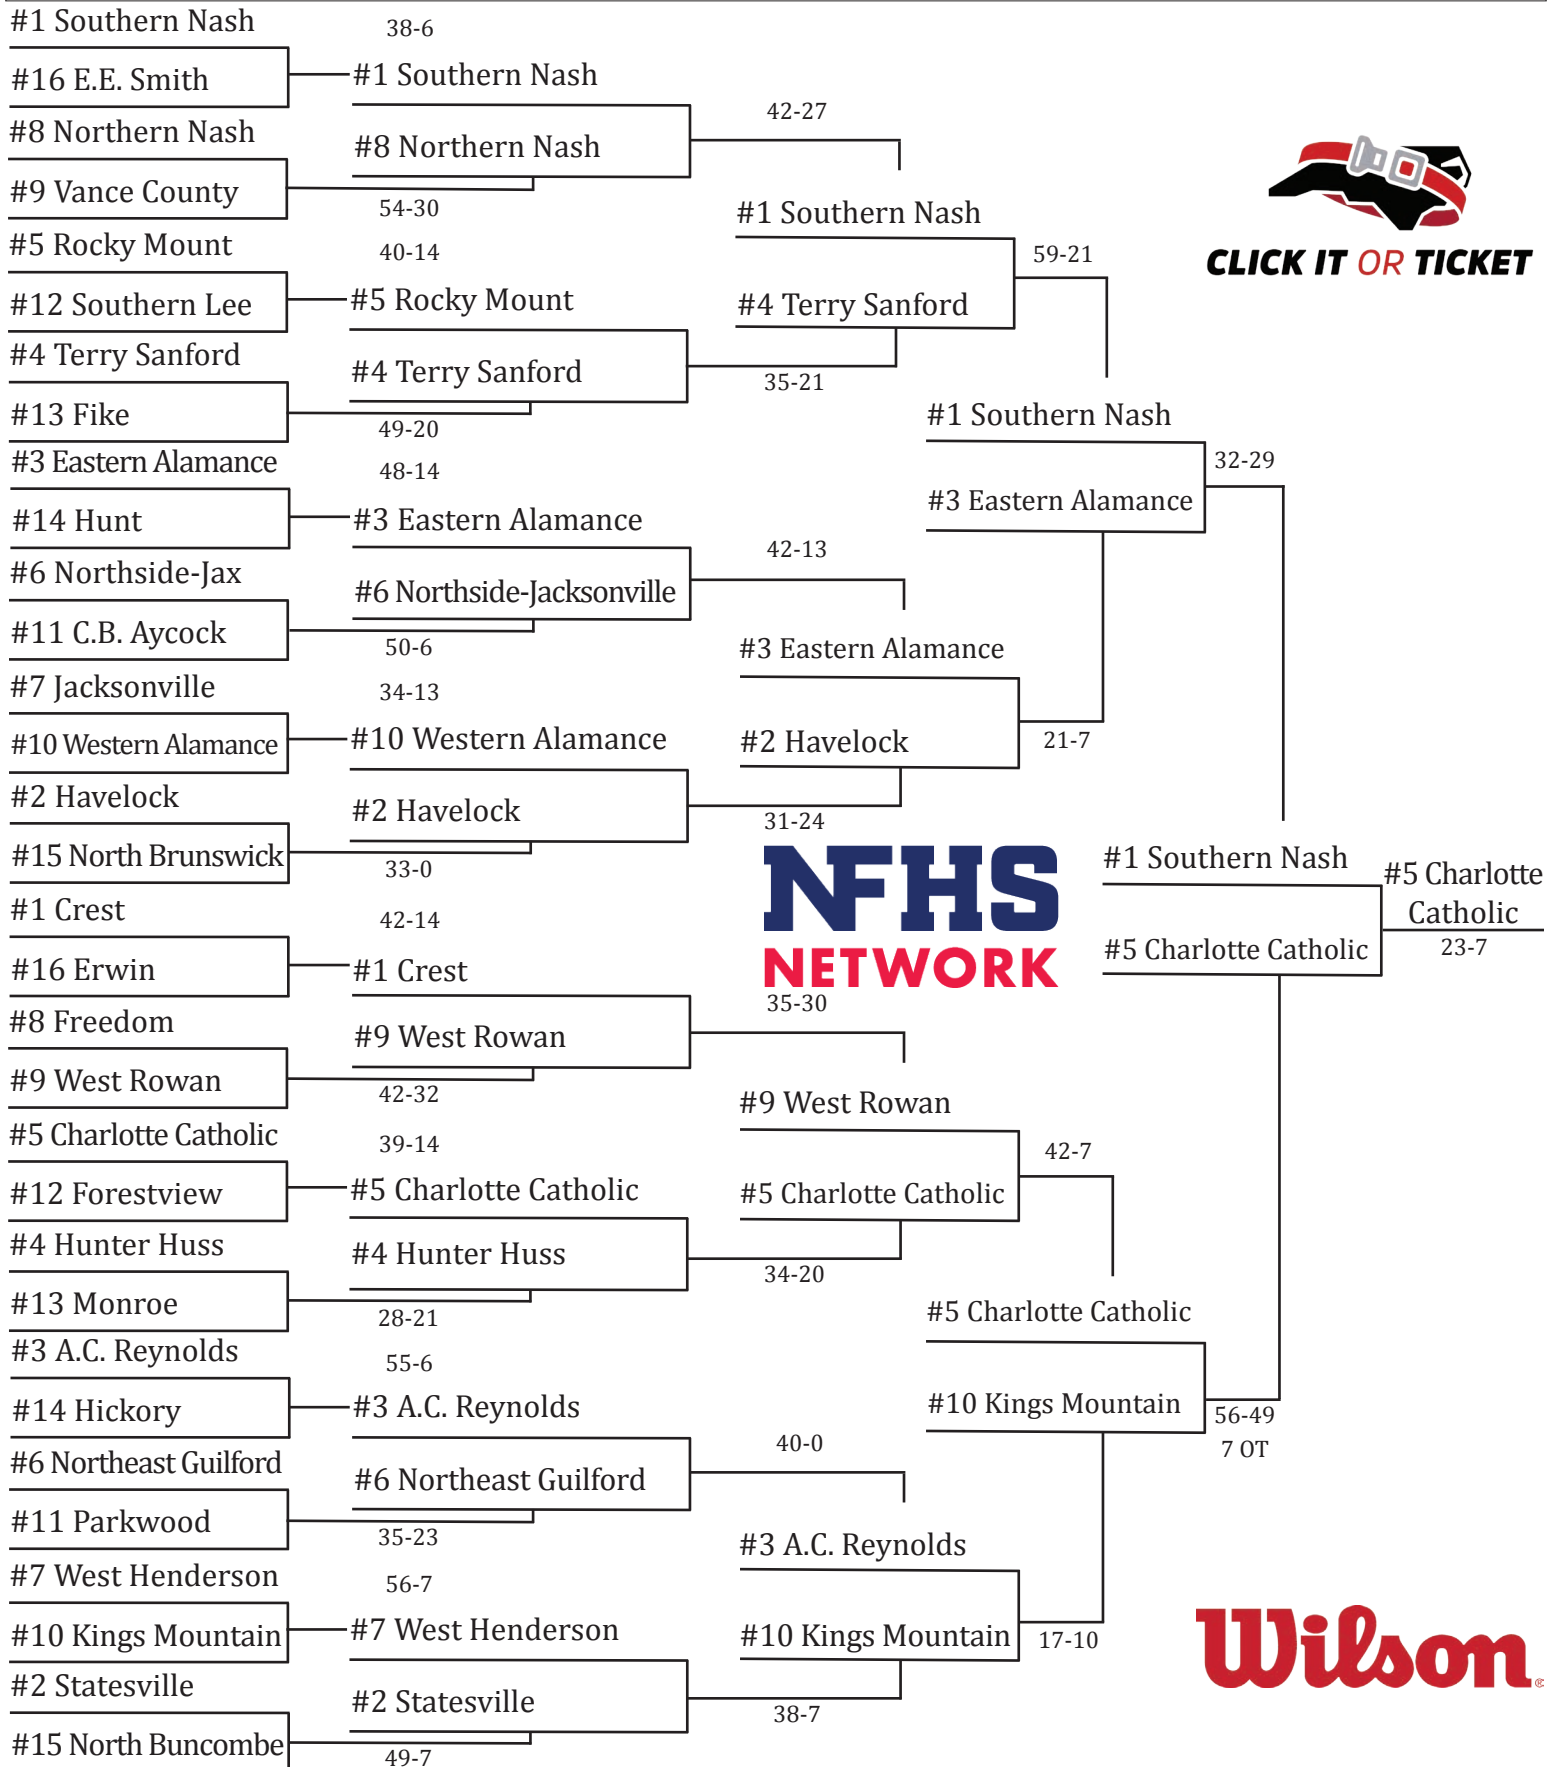 #1 Southern Nash
38-6
#16 E.E. Smith
#1 Southern Nash
#8 Northern Nash
#8 Northern Nash
42-27
#9 Vance County
54-30
#1 Southern Nash
#5 Rocky Mount
40-14
59-21
CLICK IT OR TICKET
#12 Southern Lee
#5 Rocky Mount
#4 Terry Sanford
#4 Terry Sanford
#4 Terry Sanford
35-21
#13 Fike
49-20
#1 Southern Nash
#3 Eastern Alamance
48-14
32-29
#14 Hunt
#3 Eastern Alamance
#3 Eastern Alamance
#6 Northside-Jax
#6 Northside-Jacksonville
42-13
#11 C.B. Aycock
50-6
#3 Eastern Alamance
#7 Jacksonville
34-13
#10 Western Alamance
#10 Western Alamance
#2 Havelock
21-7
#2 Havelock
#2 Havelock
31-24
#15 North Brunswick
33-0
NFHS
NETWORK
#1 Southern Nash
#5 Charlotte
Catholic
23-7
#1 Crest
42-14
#5 Charlotte Catholic
#16 Erwin
#1 Crest
35-30
#8 Freedom
#9 West Rowan
#9 West Rowan
42-32
#9 West Rowan
#5 Charlotte Catholic
39-14
42-7
#12 Forestview
#5 Charlotte Catholic
#5 Charlotte Catholic
#4 Hunter Huss
#4 Hunter Huss
34-20
#13 Monroe
28-21
#5 Charlotte Catholic
#3 A.C. Reynolds
55-6
#14 Hickory
#3 A.C. Reynolds
#10 Kings Mountain
56-49
7 OT
#6 Northeast Guilford
#6 Northeast Guilford
40-0
#11 Parkwood
35-23
#3 A.C. Reynolds
#7 West Henderson
56-7
#10 Kings Mountain
#7 West Henderson
#10 Kings Mountain
17-10
Wilson®
#2 Statesville
#2 Statesville
38-7
#15 North Buncombe
49-7